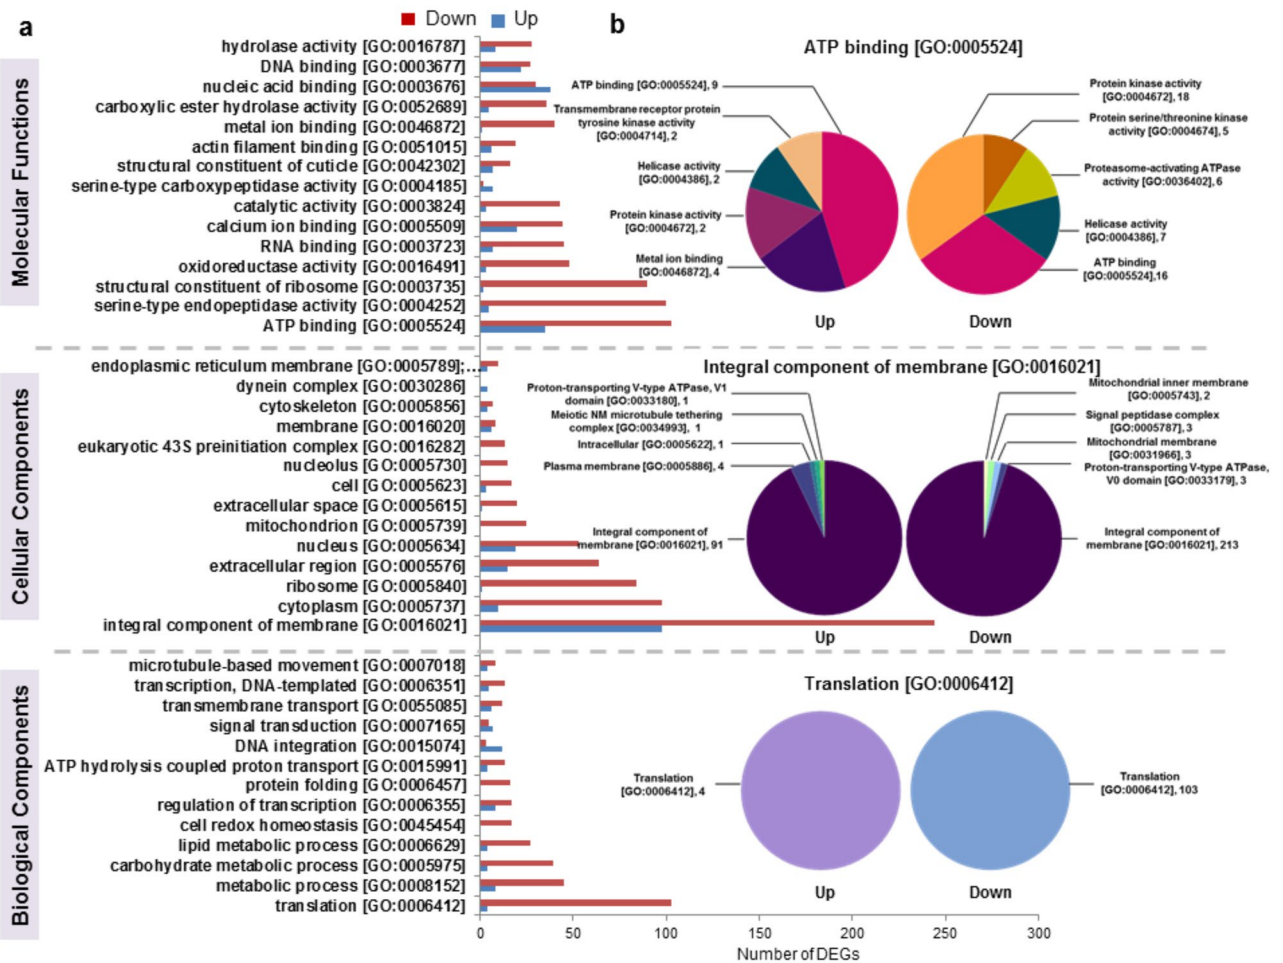 a
Down
Up
b
Molecular Functions
hydrolase activity [GO:0016787]
DNA binding [GO:0003677]
nucleic acid binding [GO:0003676]
carboxylic ester hydrolase activity [GO:0052689]
metal ion binding [GO:0046872]
actin filament binding [GO:0051015]
structural constituent of cuticle [GO:0042302]
serine-type carboxypeptidase activity [GO:0004185]
catalytic activity [GO:0003824]
calcium ion binding [GO:0005509]
RNA binding [GO:0003723]
oxidoreductase activity [GO:0016491]
structural constituent of ribosome [GO:0003735]
serine-type endopeptidase activity [GO:0004252]
ATP binding [GO:0005524]
ATP binding [GO:0005524]
ATP binding [GO:0005524], 9
Transmembrane receptor protein
tyrosine kinase activity
[GO:0004714], 2
Helicase activity
[GO:0004386], 2
Protein kinase activity
[GO:0004672], 2
Metal ion binding
[GO:0046872], 4
Up
Protein kinase activity
[GO:0004672], 18
Protein serine/threonine kinase
activity [GO:0004674], 5
Proteasome-activating ATPase
activity [GO:0036402], 6
Helicase activity
[GO:0004386], 7
ATP binding
[GO:0005524],16
Down
Cellular Components
endoplasmic reticulum membrane [GO:0005789];...
dynein complex [GO:0030286]
cytoskeleton [GO:0005856]
membrane [GO:0016020]
eukaryotic 43S preinitiation complex [GO:0016282]
nucleolus [GO:0005730]
cell [GO:0005623]
extracellular space [GO:0005615]
mitochondrion [GO:0005739]
nucleus [GO:0005634]
extracellular region [GO:0005576]
ribosome [GO:0005840]
cytoplasm [GO:0005737]
integral component of membrane [GO:0016021]
Integral component of membrane [GO:0016021]
Proton-transporting V-type ATPase, V1
domain [GO:0033180], 1
Meiotic NM microtubule tethering
complex [GO:0034993], 1
Intracellular [GO:0005622], 1
Plasma membrane [GO:0005886], 4
Integral component of
membrane [GO:0016021], 91
Up
Mitochondrial inner membrane
[GO:0005743], 2
Signal peptidase complex
[GO:0005787], 3
Mitochondrial membrane
[GO:0031966], 3
Proton-transporting V-type ATPase,
V0 domain [GO:0033179], 3
Integral component of
membrane [GO:0016021], 213
Down
Biological Components
microtubule-based movement [GO:0007018]
transcription, DNA-templated [GO:0006351]
transmembrane transport [GO:0055085]
signal transduction [GO:0007165]
DNA integration [GO:0015074]
ATP hydrolysis coupled proton transport [GO:0015991]
protein folding [GO:0006457]
regulation of transcription [GO:0006355]
cell redox homeostasis [GO:0045454]
lipid metabolic process [GO:0006629]
carbohydrate metabolic process [GO:0005975]
metabolic process [GO:0008152]
translation [GO:0006412]
Translation [GO:0006412]
Translation
[GO:0006412], 4
Up
Translation
[GO:0006412], 103
Down
0 50 100 150 200 250 300
Number of DEGs